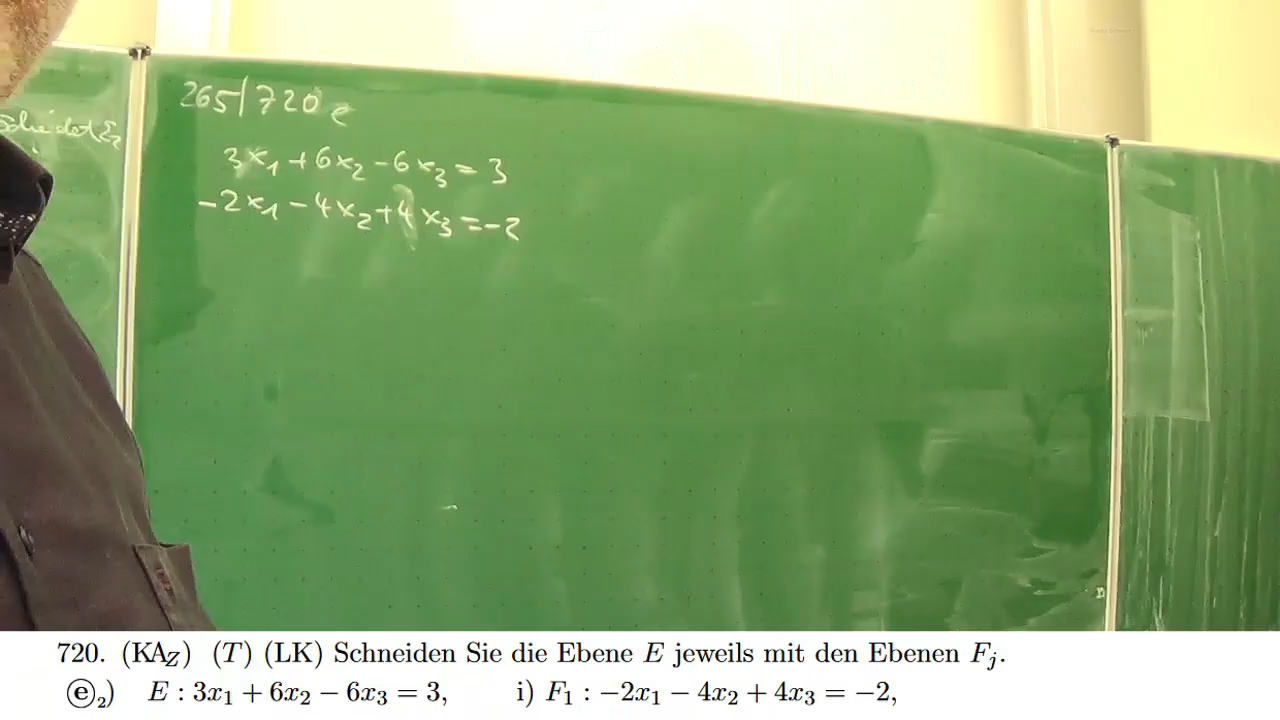 265/720 e
3x₁ + 6x₂ - 6x₃ = 3
-2x₁ - 4x₂ + 4x₃ = -2
720. (KA_Z) (T) (LK) Schneiden Sie die Ebene E jeweils mit den Ebenen F_j.
ⓔ₂) E : 3x₁ + 6x₂ − 6x₃ = 3, i) F₁ : −2x₁ − 4x₂ + 4x₃ = −2,